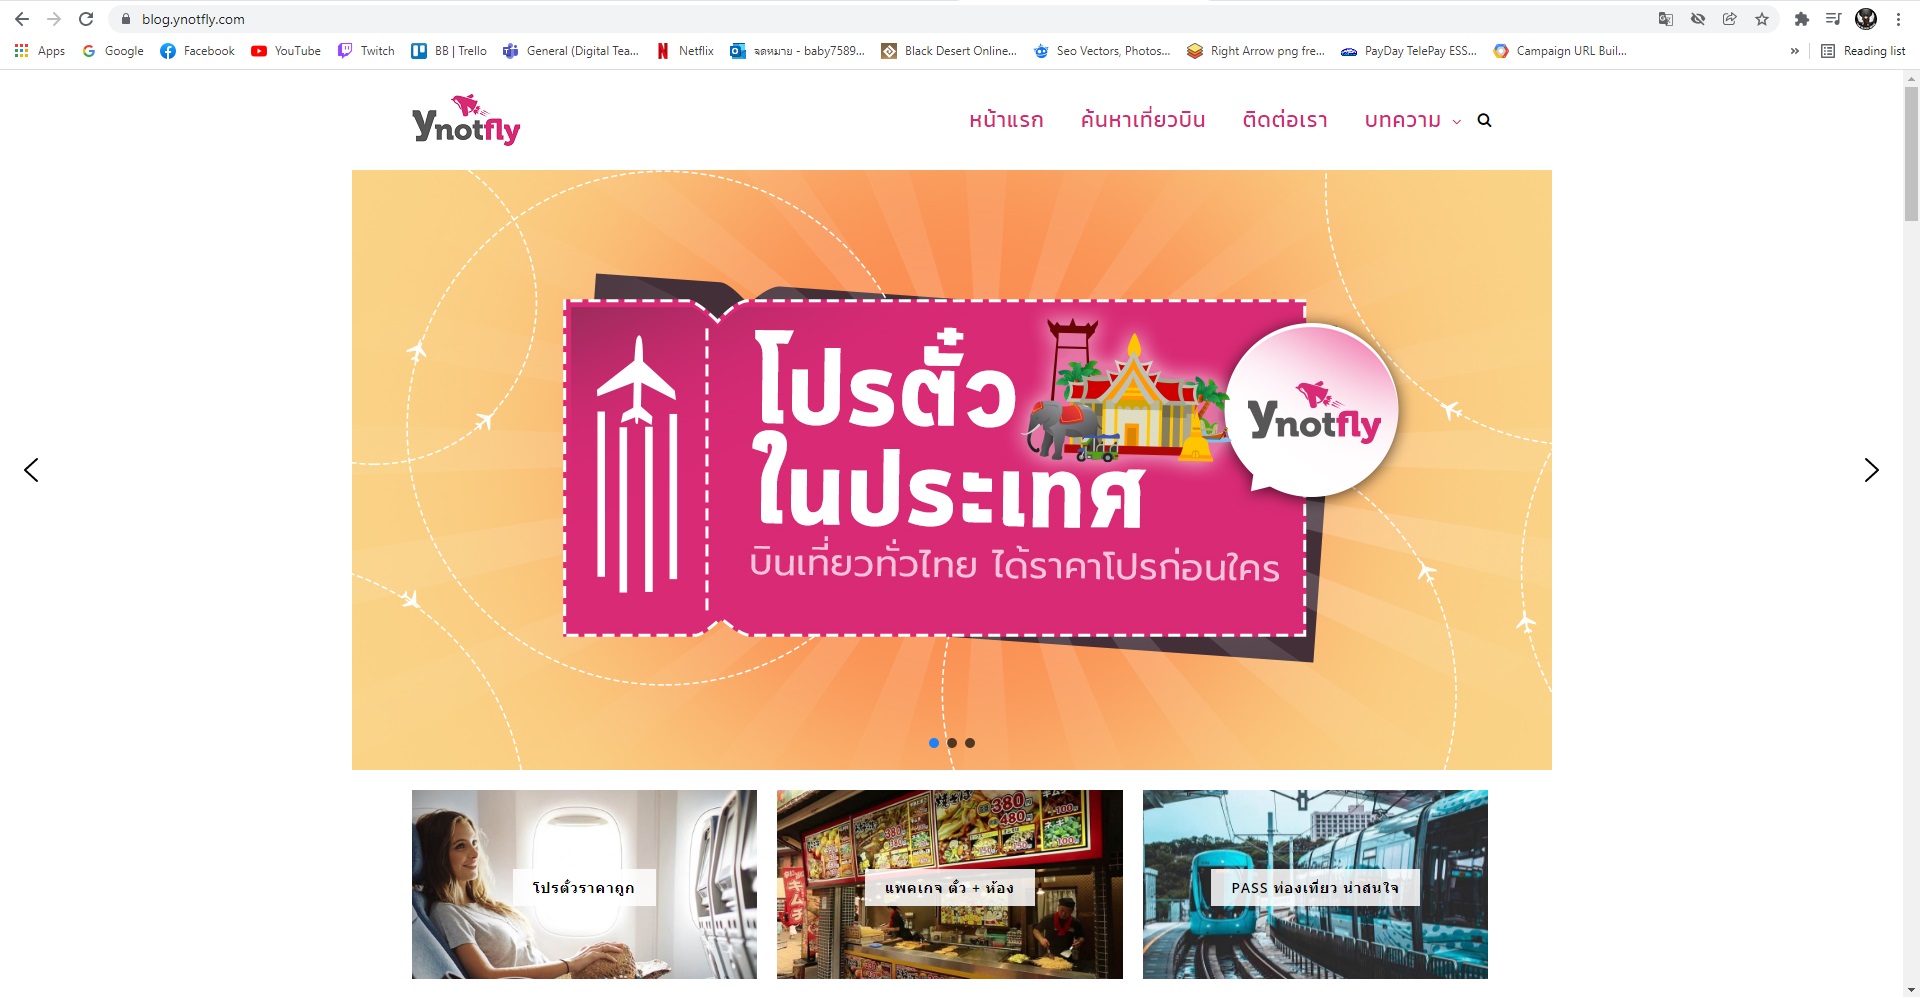 blog.ynotfly.com
Apps Google Facebook YouTube Twitch BB | Trello General (Digital Tea... Netflix จดหมาย - baby7589... Black Desert Online... Seo Vectors, Photos... Right Arrow png fre... PayDay TelePay ESS... Campaign URL Buil... » Reading list
ynotfly
หน้าแรก ค้นหาเที่ยวบิน ติดต่อเรา บทความ
โปรตั๋ว
ในประเทศ
บินเที่ยวทั่วไทย ได้ราคาโปรก่อนใคร
ynotfly
โปรตั๋วราคาถูก
380
480
380
100
แพคเกจ ตั๋ว + ห้อง
PASS ท่องเที่ยว น่าสนใจ